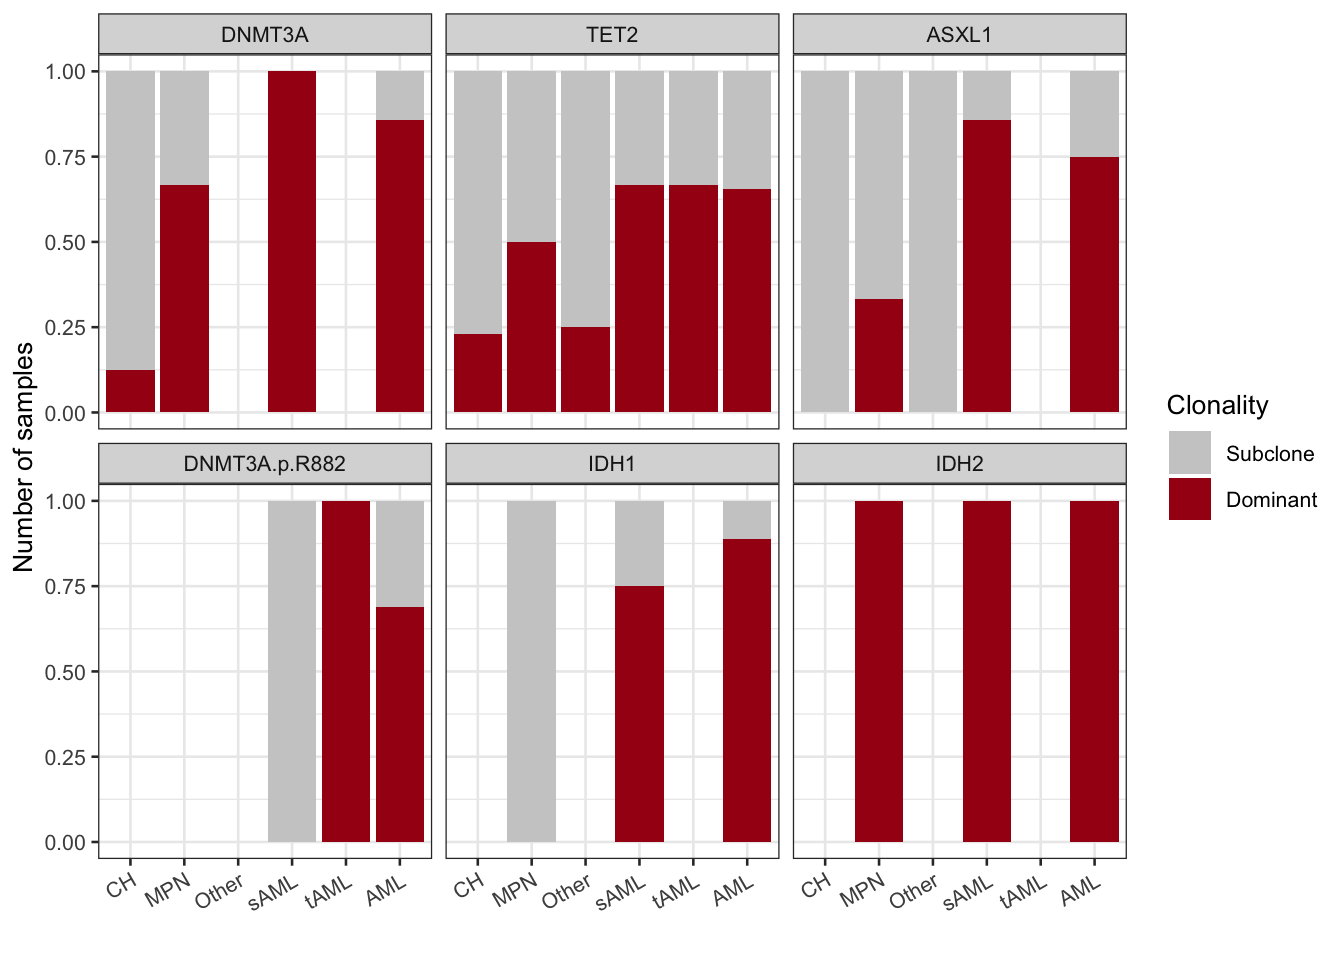 DNMT3A TET2 ASXL1
1.00
0.75
0.50
0.25
0.00
Number of samples
DNMT3A.p.R882 IDH1 IDH2
1.00
0.75
0.50
0.25
0.00
CH MPN Other sAML tAML AML CH MPN Other sAML tAML AML CH MPN Other sAML tAML AML
Clonality
Subclone
Dominant